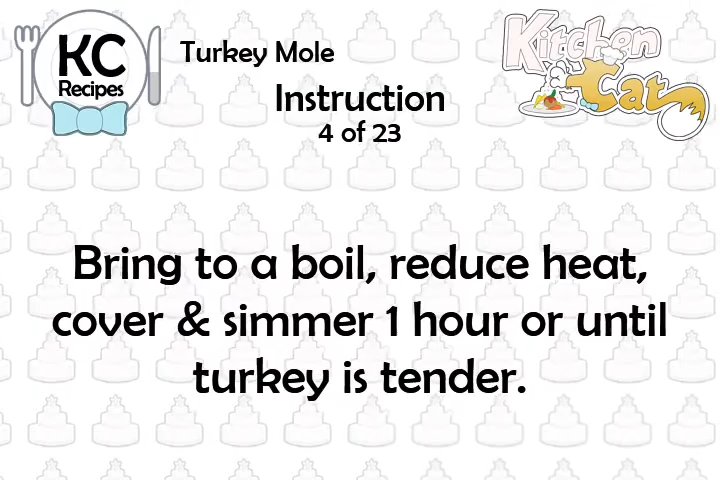 KC
Recipes
Turkey Mole
Kitchen
Cat
Instruction
4 of 23
Bring to a boil, reduce heat,
cover & simmer 1 hour or until
turkey is tender.